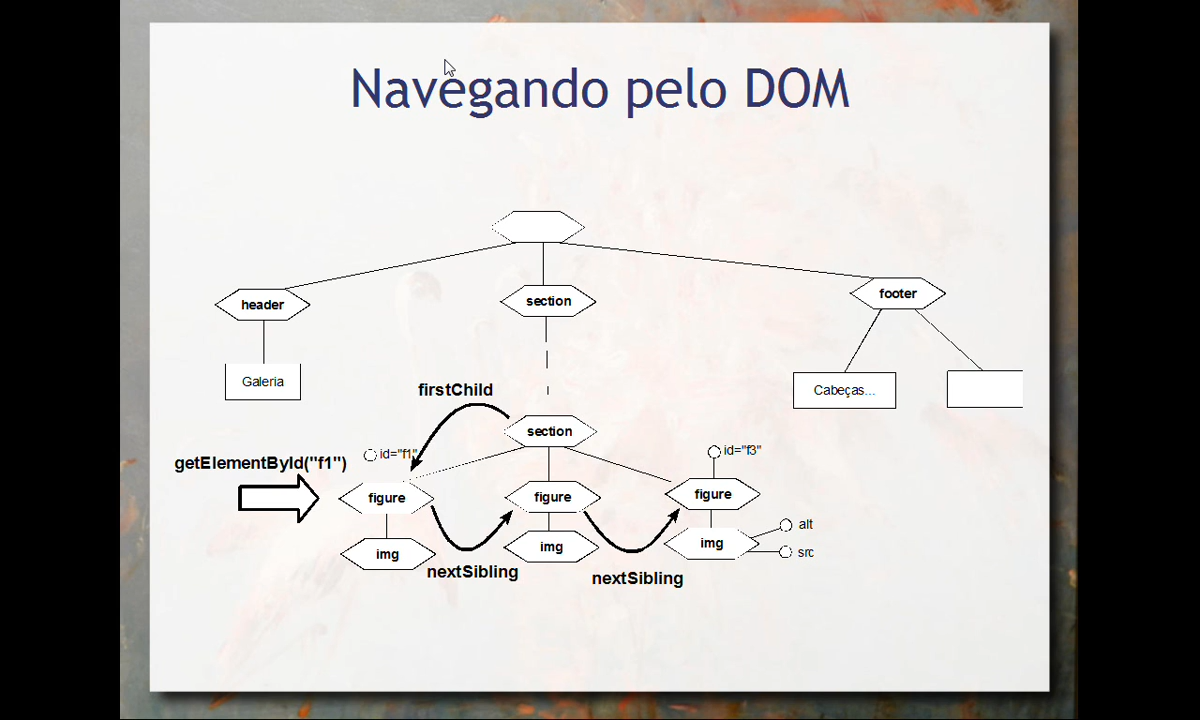 Navegando pelo DOM
header
section
footer
Galeria
Cabeças...
firstChild
section
getElementById("f1")
id="f1"
id="f3"
figure
figure
figure
img
img
img
alt
src
nextSibling
nextSibling